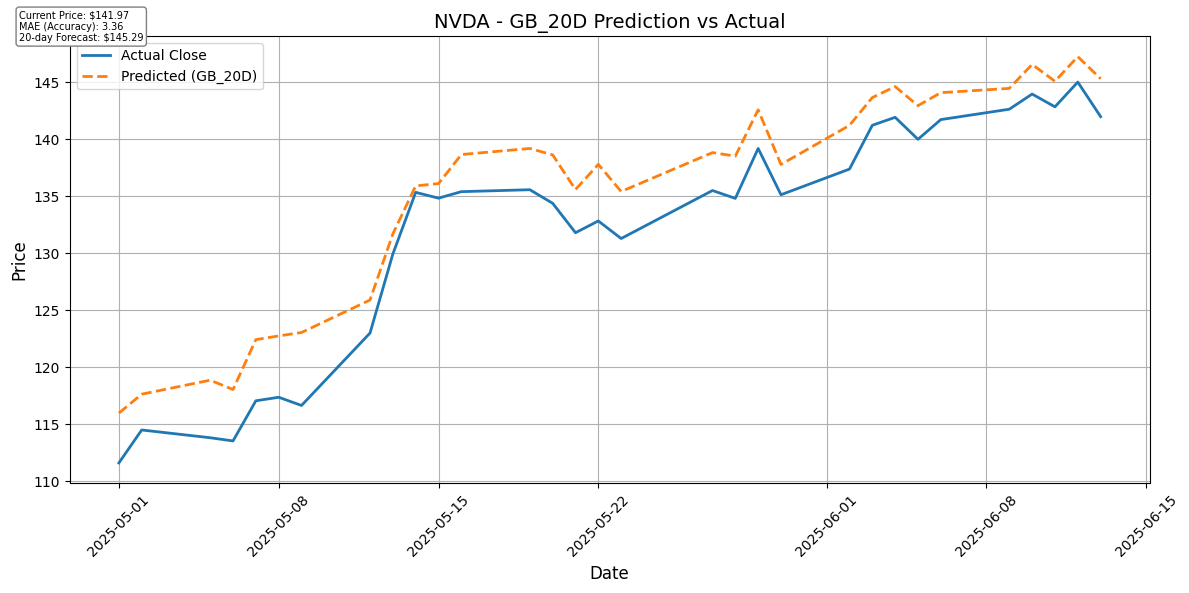 NVDA - GB_20D Prediction vs Actual
Current Price: $141.97
MAE (Accuracy): 3.36
20-day Forecast: $145.29
Actual Close
Predicted (GB_20D)
Price
145
140
135
130
125
120
115
110
2025-05-01
2025-05-08
2025-05-15
2025-05-22
2025-06-01
2025-06-08
2025-06-15
Date